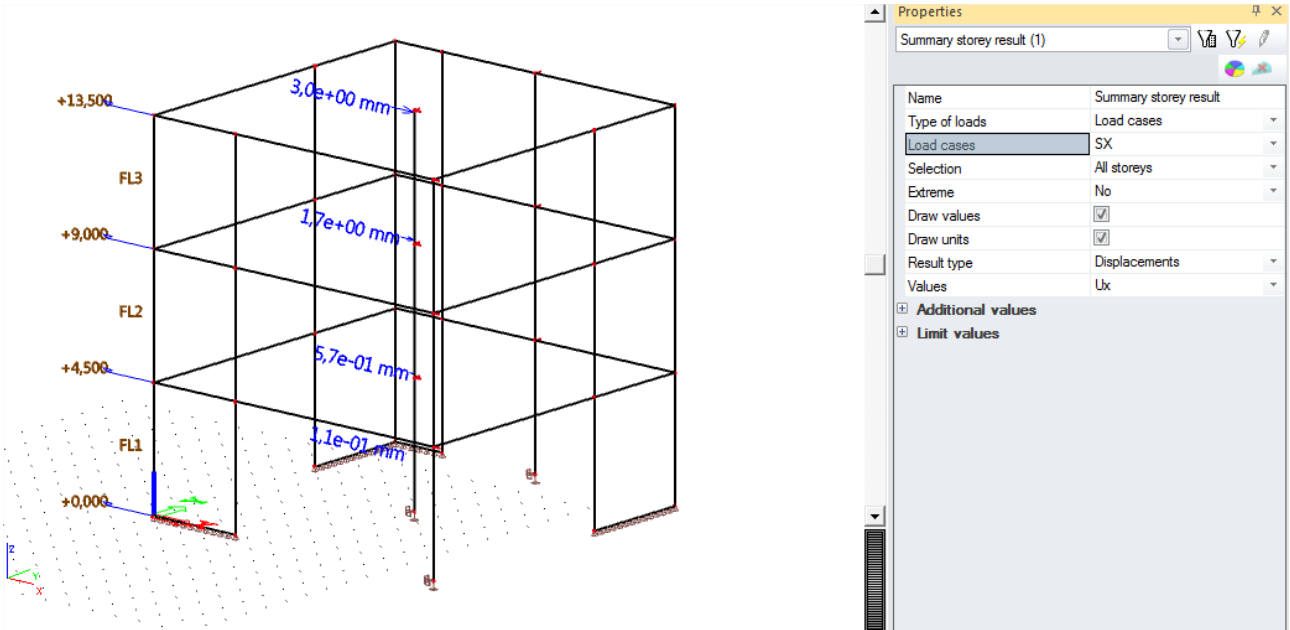 +13,500
3,0e+00 mm
FL3
+9,000
1,7e+00 mm
FL2
+4,500
5,7e-01 mm
FL1
1,1e-01 mm
+0,000
Z
Y
X
Properties
Summary storey result (1)
Name Summary storey result
Type of loads Load cases
Load cases SX
Selection All storeys
Extreme No
Draw values
Draw units
Result type Displacements
Values Ux
Additional values
Limit values